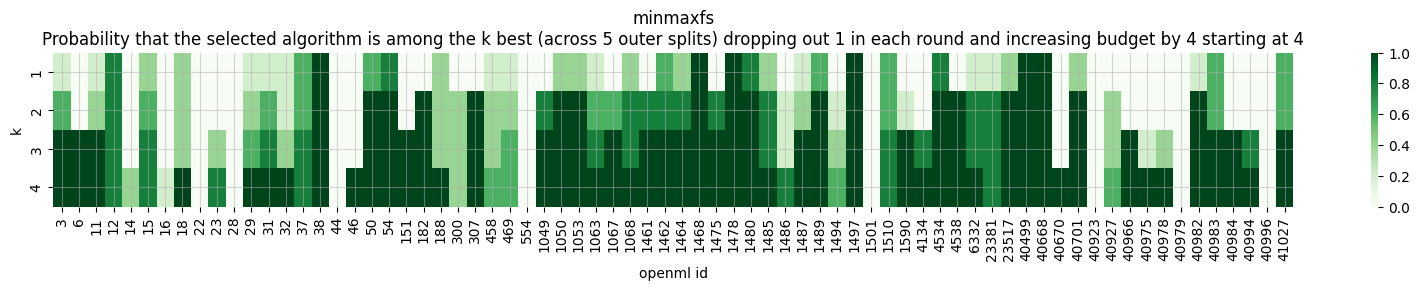 minmaxfs
Probability that the selected algorithm is among the k best (across 5 outer splits) dropping out 1 in each round and increasing budget by 4 starting at 4
k
1
2
3
4
3 6 11 12 14 15 16 18 22 23 28 29 31 32 37 38 44 46 50 54 151 182 188 300 307 458 469 554 1049 1050 1053 1063 1067 1068 1461 1462 1464 1468 1475 1478 1480 1485 1486 1487 1489 1494 1497 1501 1510 1590 4134 4534 4538 6332 23381 23517 40499 40668 40670 40701 40923 40927 40966 40975 40978 40979 40982 40983 40984 40994 40996 41027
openml id
1.0
0.8
0.6
0.4
0.2
0.0